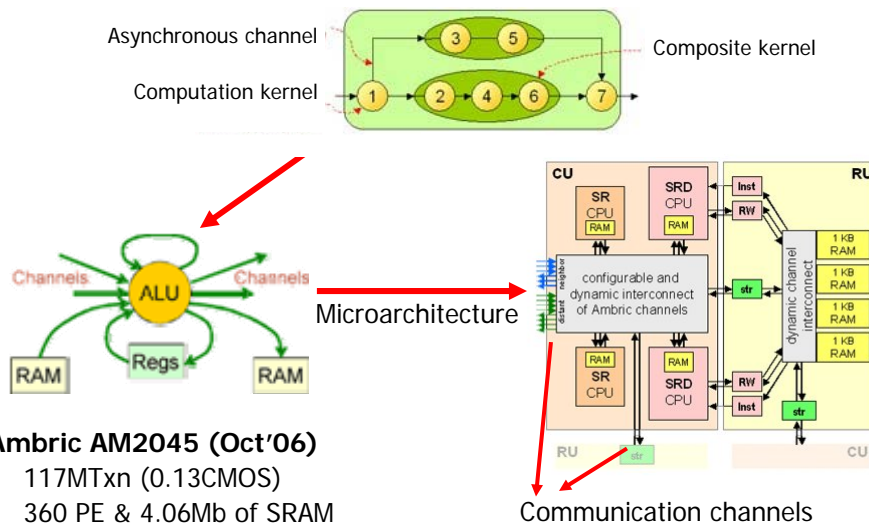 Asynchronous channel
Composite kernel
Computation kernel
3
5
1
2
4
6
7
Channels
Channels
ALU
Regs
RAM
RAM
Microarchitecture
CU
RU
SR
CPU
RAM
SRD
CPU
RAM
Inst
RW
neighbor
distant
configurable and
dynamic interconnect
of Ambric channels
str
dynamic channel
interconnect
1 KB
RAM
1 KB
RAM
1 KB
RAM
1 KB
RAM
RAM
SR
CPU
RAM
SRD
CPU
RW
Inst
str
RU
str
CU
Ambric AM2045 (Oct'06)
117MTxn (0.13CMOS)
360 PE & 4.06Mb of SRAM
Communication channels